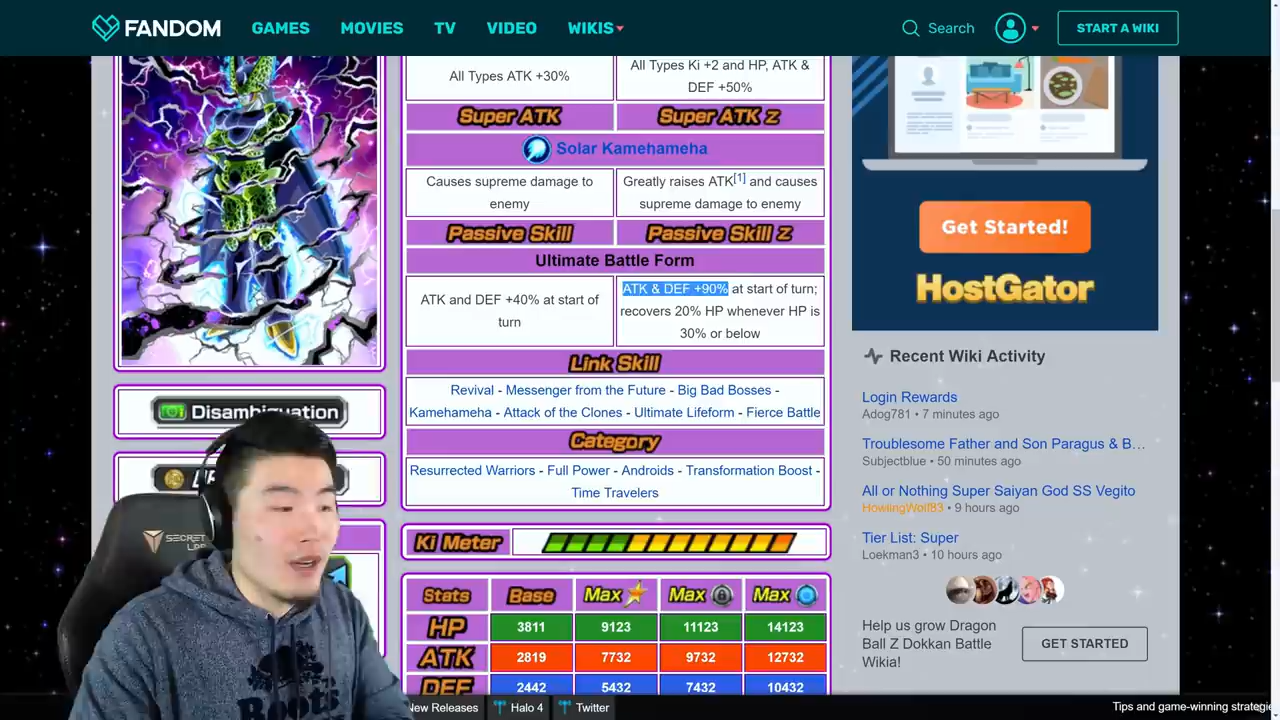 FANDOM
GAMES
MOVIES
TV
VIDEO
WIKIS
Search
START A WIKI
All Types ATK +30%
All Types Ki +2 and HP, ATK &
DEF +50%
Super ATK
Super ATK Z
Solar Kamehameha
Causes supreme damage to
enemy
Greatly raises ATK[1] and causes
supreme damage to enemy
Passive Skill
Passive Skill Z
Ultimate Battle Form
ATK and DEF +40% at start of
turn
ATK & DEF +90% at start of turn;
recovers 20% HP whenever HP is
30% or below
Link Skill
Revival - Messenger from the Future - Big Bad Bosses -
Kamehameha - Attack of the Clones - Ultimate Lifeform - Fierce Battle
Category
Resurrected Warriors - Full Power - Androids - Transformation Boost -
Time Travelers
Ki Meter
Stats Base Max Max Max
HP 3811 9123 11123 14123
ATK 2819 7732 9732 12732
DEF 2442 5432 7432 10432
Disambiguation
SECRET
LAB
Get Started!
HostGator
Recent Wiki Activity
Login Rewards
Adog781 • 7 minutes ago
Troublesome Father and Son Paragus & B...
Subjectblue • 50 minutes ago
All or Nothing Super Saiyan God SS Vegito
HowlingWolf83 • 9 hours ago
Tier List: Super
Loekman3 • 10 hours ago
Help us grow Dragon
Ball Z Dokkan Battle
Wikia!
GET STARTED
New Releases
Halo 4
Twitter
Tips and game-winning strategie